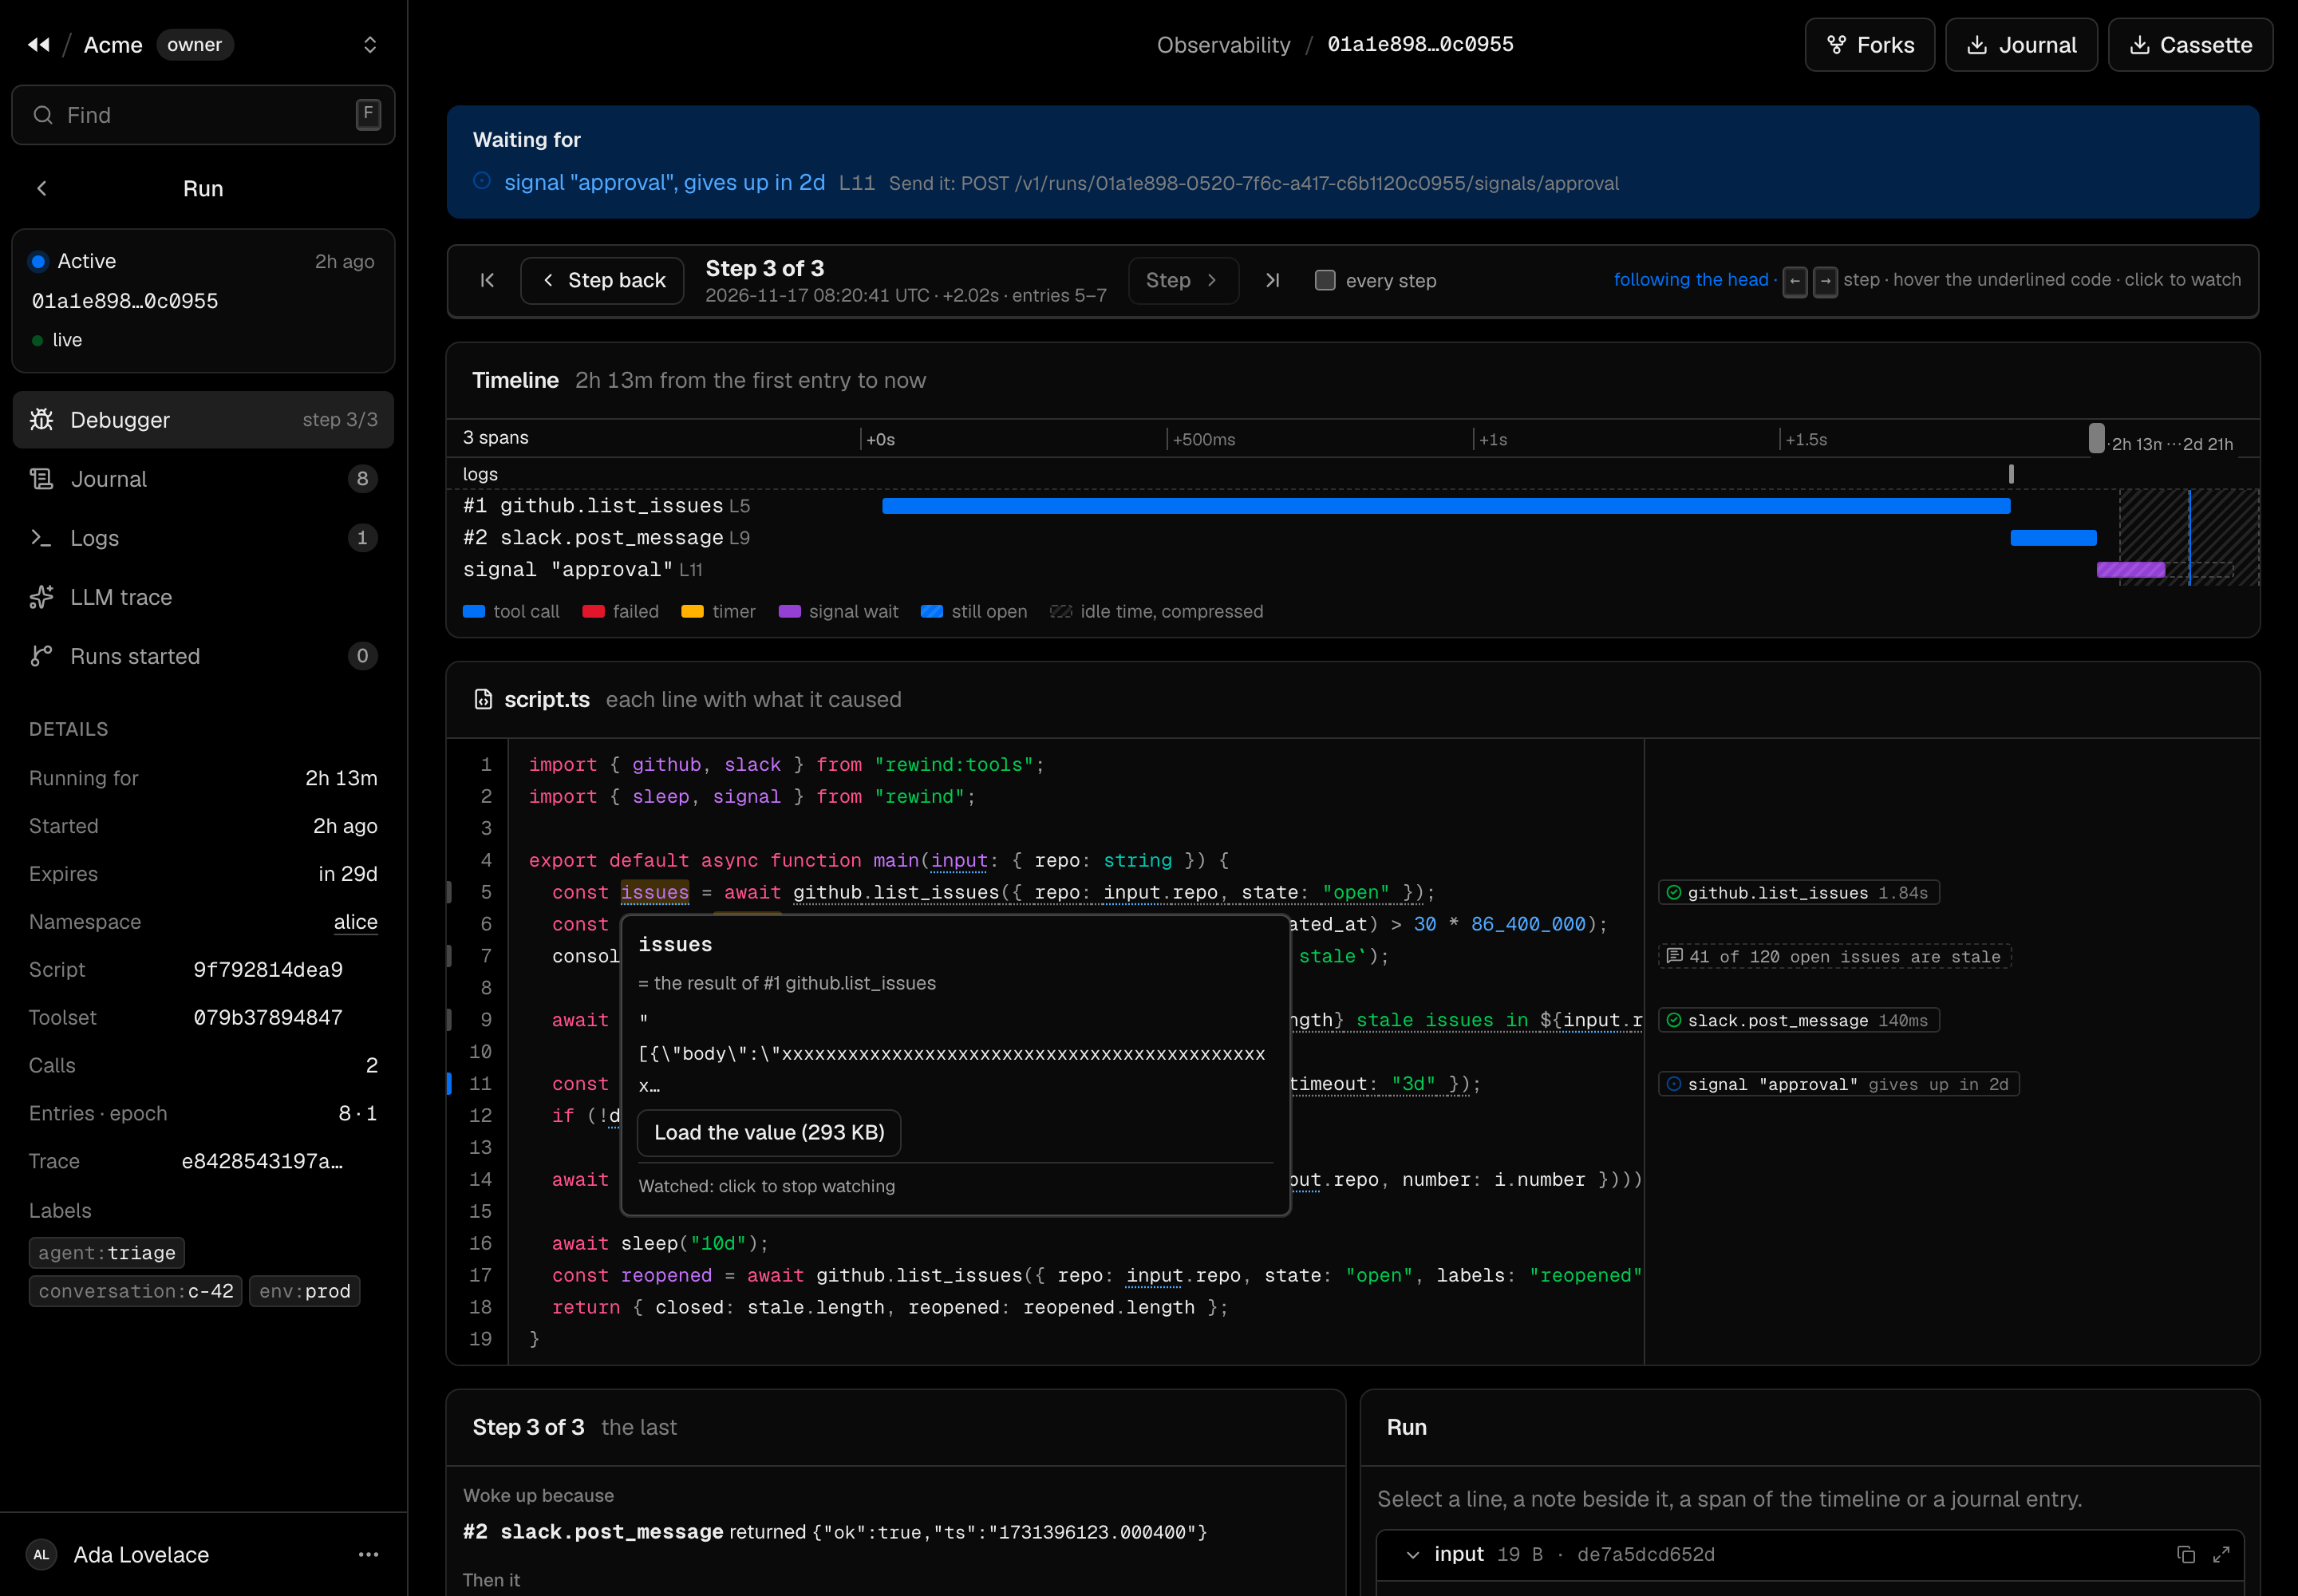 / Acme owner
Find F
Run
Active 2h ago
01a1e898…0c0955
live
Debugger step 3/3
Journal 8
Logs 1
LLM trace
Runs started 0
DETAILS
Running for 2h 13m
Started 2h ago
Expires in 29d
Namespace alice
Script 9f792814dea9
Toolset 079b37894847
Calls 2
Entries · epoch 8 · 1
Trace e8428543197a…
Labels
agent:triage
conversation:c-42 env:prod
AL Ada Lovelace
Observability / 01a1e898…0c0955
Forks Journal Cassette
Waiting for
signal "approval", gives up in 2d L11 Send it: POST /v1/runs/01a1e898-0520-7f6c-a417-c6b1120c0955/signals/approval
Step back
Step 3 of 3
2026-11-17 08:20:41 UTC · +2.02s · entries 5–7
Step
every step
following the head · ← → step · hover the underlined code · click to watch
Timeline 2h 13m from the first entry to now
3 spans +0s +500ms +1s +1.5s ·2h 13m ···2d 21h
logs
#1 github.list_issues L5
#2 slack.post_message L9
signal "approval" L11
tool call failed timer signal wait still open idle time, compressed
script.ts each line with what it caused
1 import { github, slack } from "rewind:tools";
2 import { sleep, signal } from "rewind";
3
4 export default async function main(input: { repo: string }) {
5 const issues = await github.list_issues({ repo: input.repo, state: "open" }); github.list_issues 1.84s
6 const ated_at) > 30 * 86_400_000);
7 consol stale`); 41 of 120 open issues are stale
8
9 await ngth} stale issues in ${input.r slack.post_message 140ms
10
11 const timeout: "3d" }); signal "approval" gives up in 2d
12 if (!d
13
14 await put.repo, number: i.number }))))
15
16 await sleep("10d");
17 const reopened = await github.list_issues({ repo: input.repo, state: "open", labels: "reopened"
18 return { closed: stale.length, reopened: reopened.length };
19 }
issues
= the result of #1 github.list_issues
"
[{\"body\":\"xxxxxxxxxxxxxxxxxxxxxxxxxxxxxxxxxxxxxxxxxxxx
x…
Load the value (293 KB)
Watched: click to stop watching
Step 3 of 3 the last
Woke up because
#2 slack.post_message returned {"ok":true,"ts":"1731396123.000400"}
Then it
Run
Select a line, a note beside it, a span of the timeline or a journal entry.
input 19 B · de7a5dcd652d